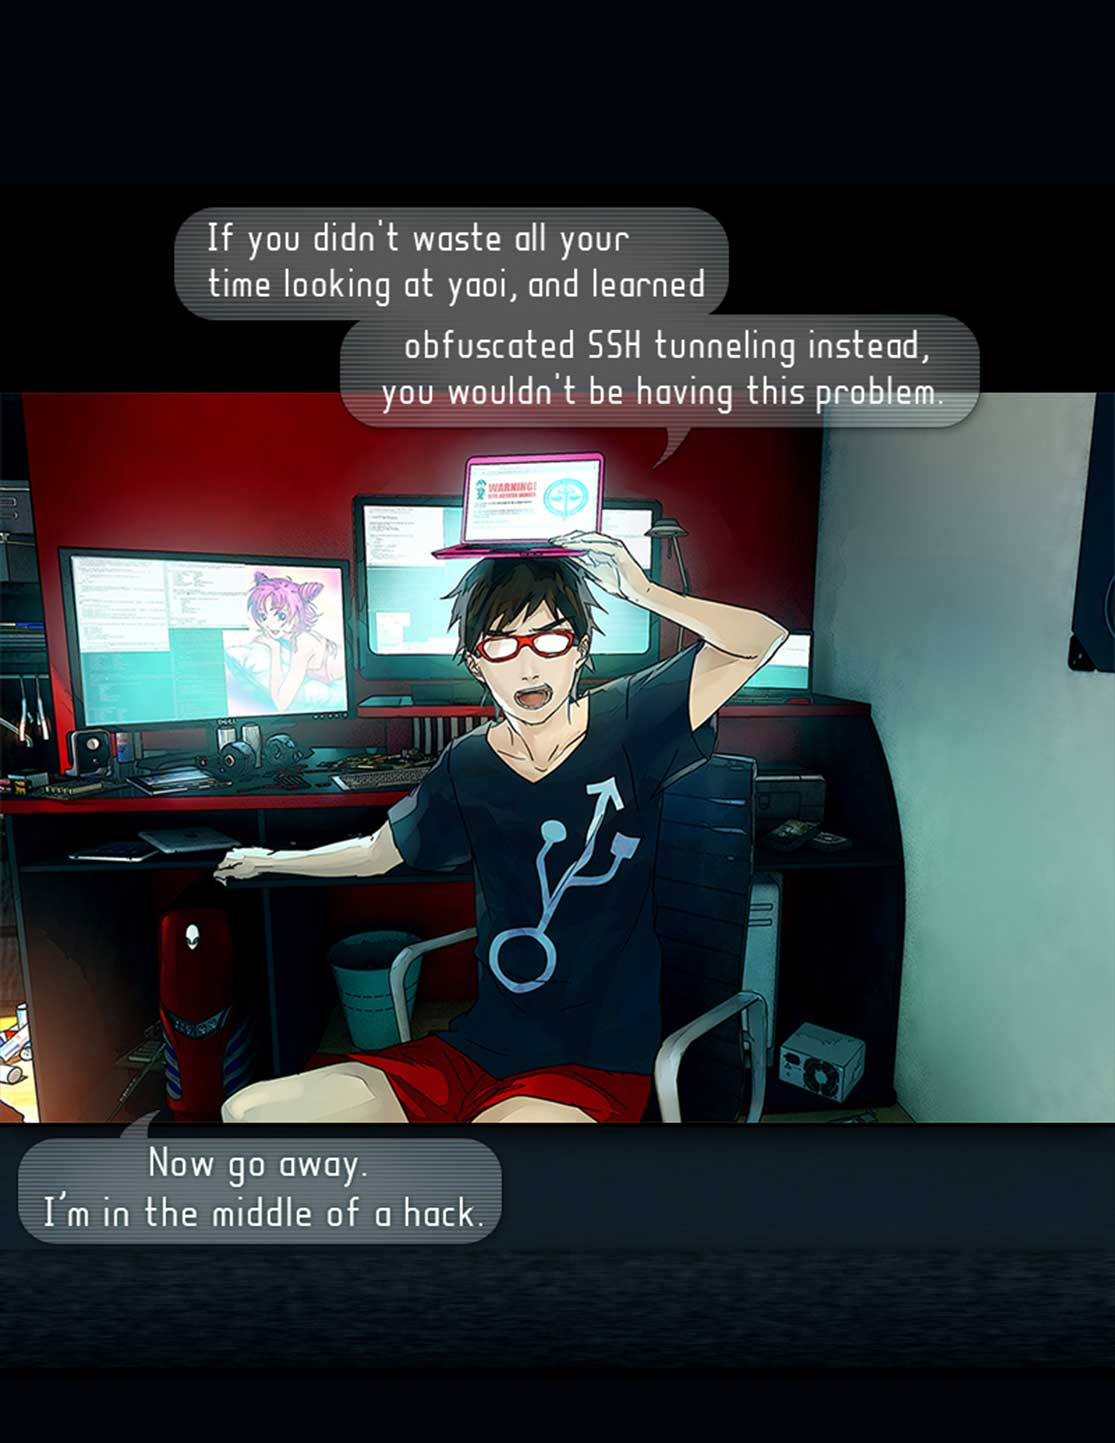 If you didn't waste all your
time looking at yaoi, and learned
obfuscated SSH tunneling instead,
you wouldn't be having this problem.
WARNING!
DELL
Now go away.
I'm in the middle of a hack.